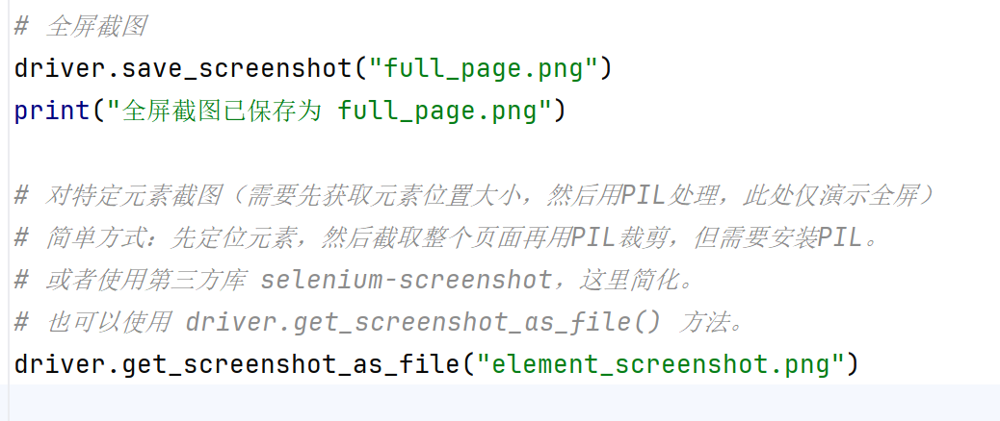 # 全屏截图
driver.save_screenshot("full_page.png")
print("全屏截图已保存为 full_page.png")
# 对特定元素截图（需要先获取元素位置大小，然后用PIL处理，此处仅演示全屏）
# 简单方式：先定位元素，然后截取整个页面再用PIL裁剪，但需要安装PIL。
# 或者使用第三方库 selenium-screenshot，这里简化。
# 也可以使用 driver.get_screenshot_as_file() 方法。
driver.get_screenshot_as_file("element_screenshot.png")